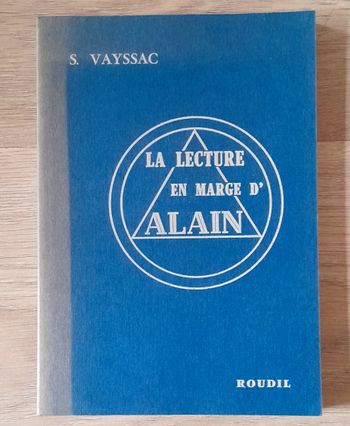 S. VAYSSAC
LA LECTURE
EN MARGE D'
ALAIN
ROUDIL